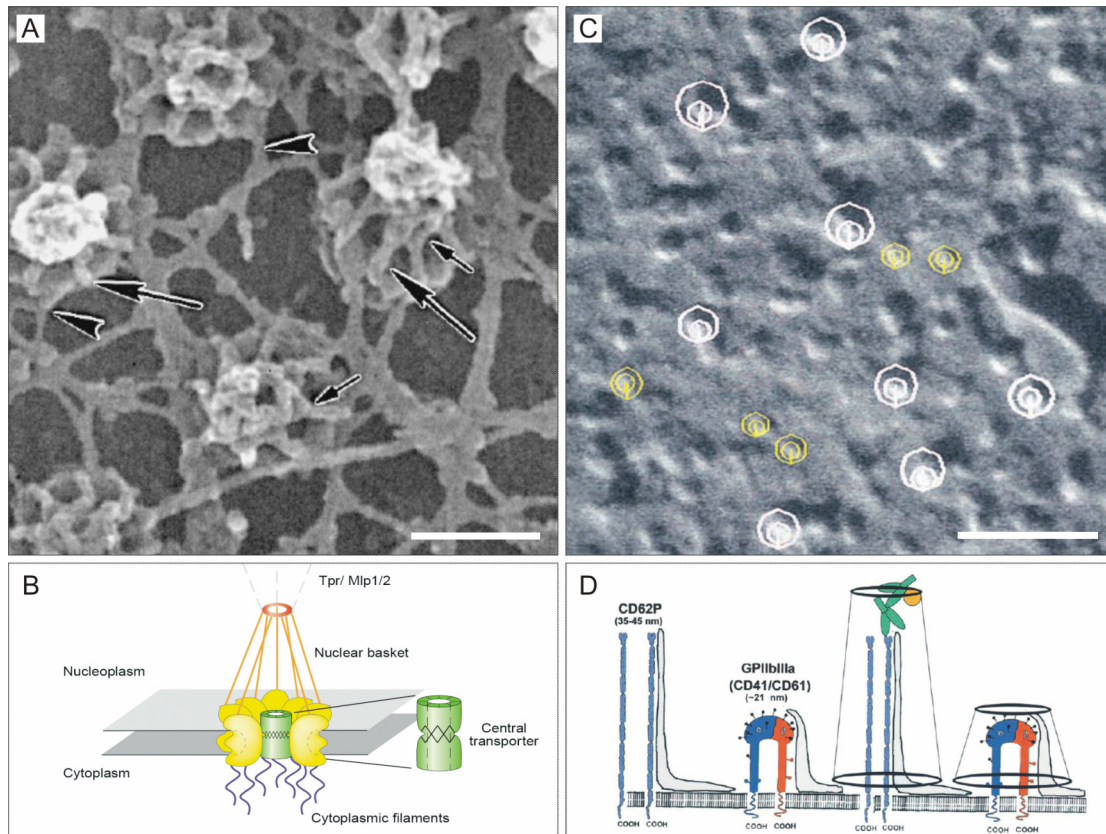 A
C
B
Tpr/ Mlp1/2
Nuclear basket
Nucleoplasm
Central
transporter
Cytoplasm
Cytoplasmic filaments
D
CD62P
(35-45 nm)
GPIIbIIIa
(CD41/CD61)
(~21 nm)
COOH COOH
COOH COOH
COOH COOH
COOH COOH